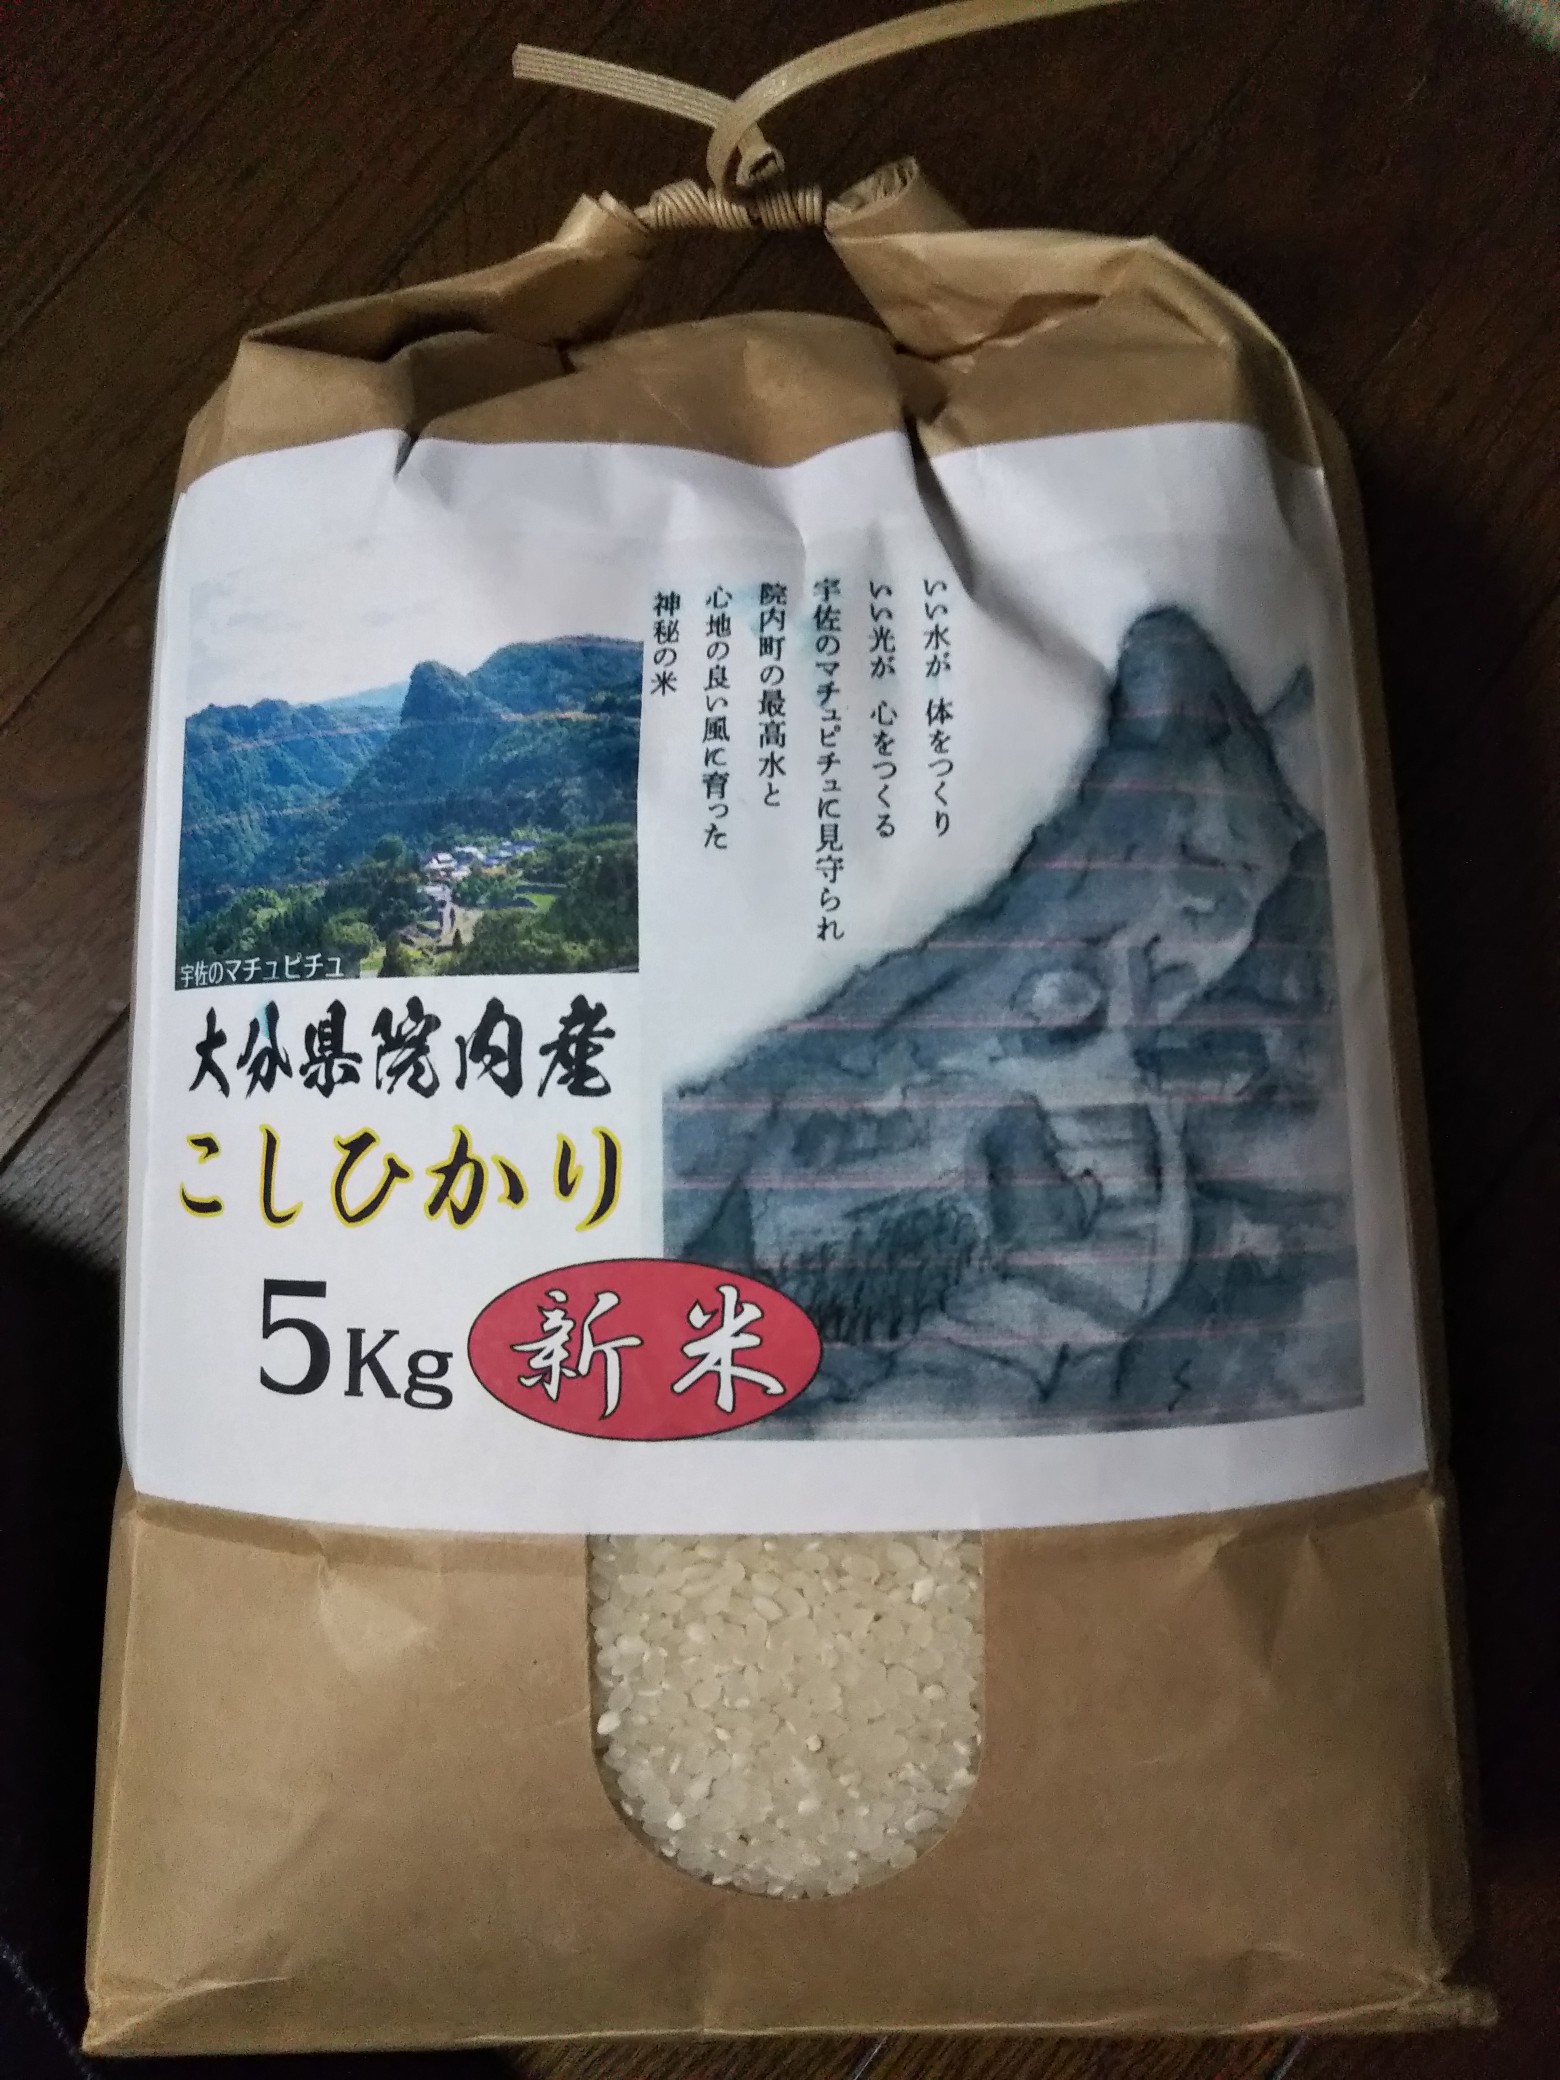 いい水が 体をつくり
いい光が 心をつくる
宇佐のマチュピチュに見守られ
院内町の最高水と
心地の良い風に育った
神秘の米
宇佐のマチュピチュ
大分県院内産
こしひかり
5Kg
新米